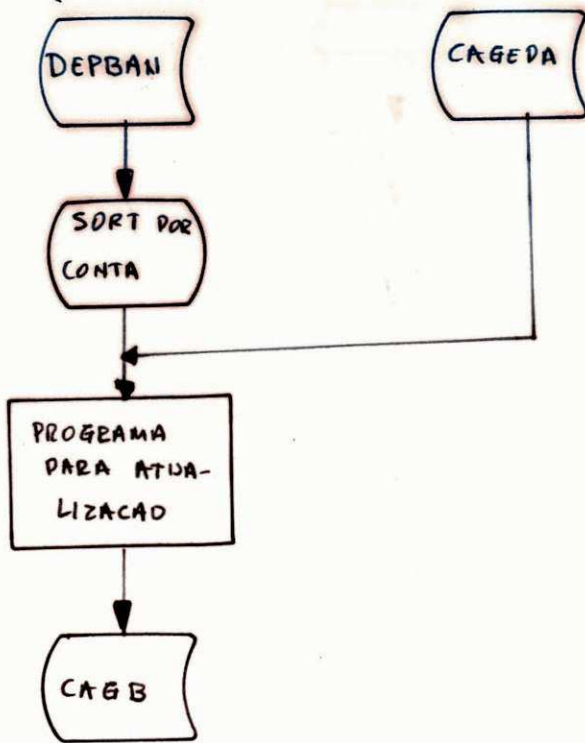 DEPBAN
CAGEDA
SORT POR
CONTA
PROGRAMA
PARA ATUA-
LIZACAO
CAGB